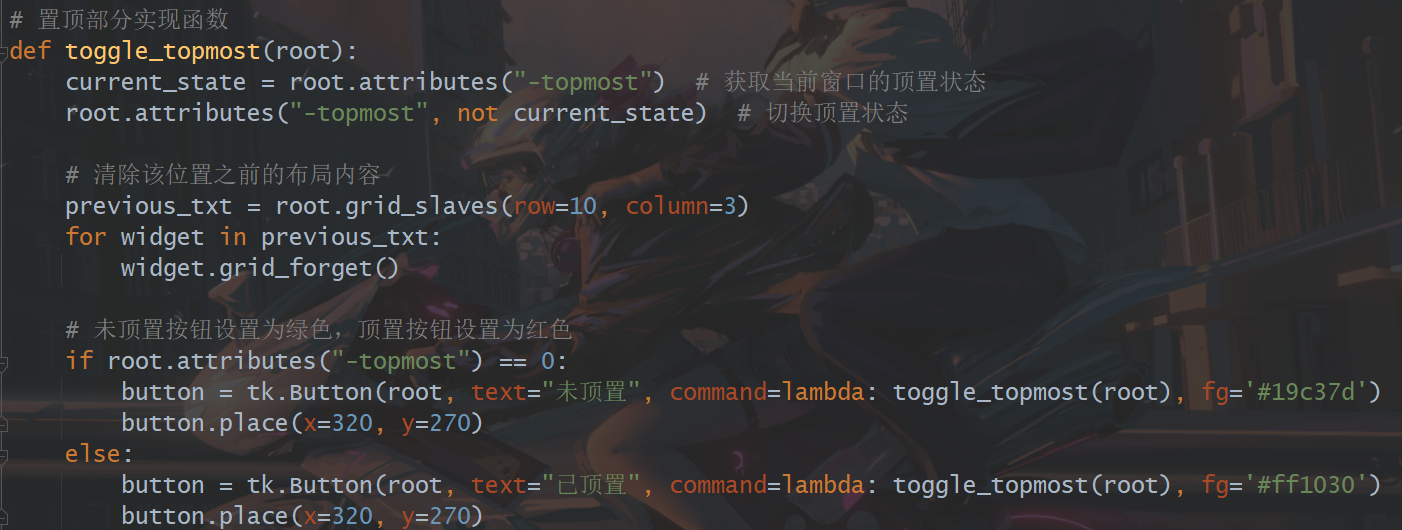 # 置顶部分实现函数
def toggle_topmost(root):
    current_state = root.attributes("-topmost")  # 获取当前窗口的顶置状态
    root.attributes("-topmost", not current_state)  # 切换顶置状态

    # 清除该位置之前的布局内容
    previous_txt = root.grid_slaves(row=10, column=3)
    for widget in previous_txt:
        widget.grid_forget()

    # 未顶置按钮设置为绿色，顶置按钮设置为红色
    if root.attributes("-topmost") == 0:
        button = tk.Button(root, text="未顶置", command=lambda: toggle_topmost(root), fg='#19c37d')
        button.place(x=320, y=270)
    else:
        button = tk.Button(root, text="已顶置", command=lambda: toggle_topmost(root), fg='#ff1030')
        button.place(x=320, y=270)